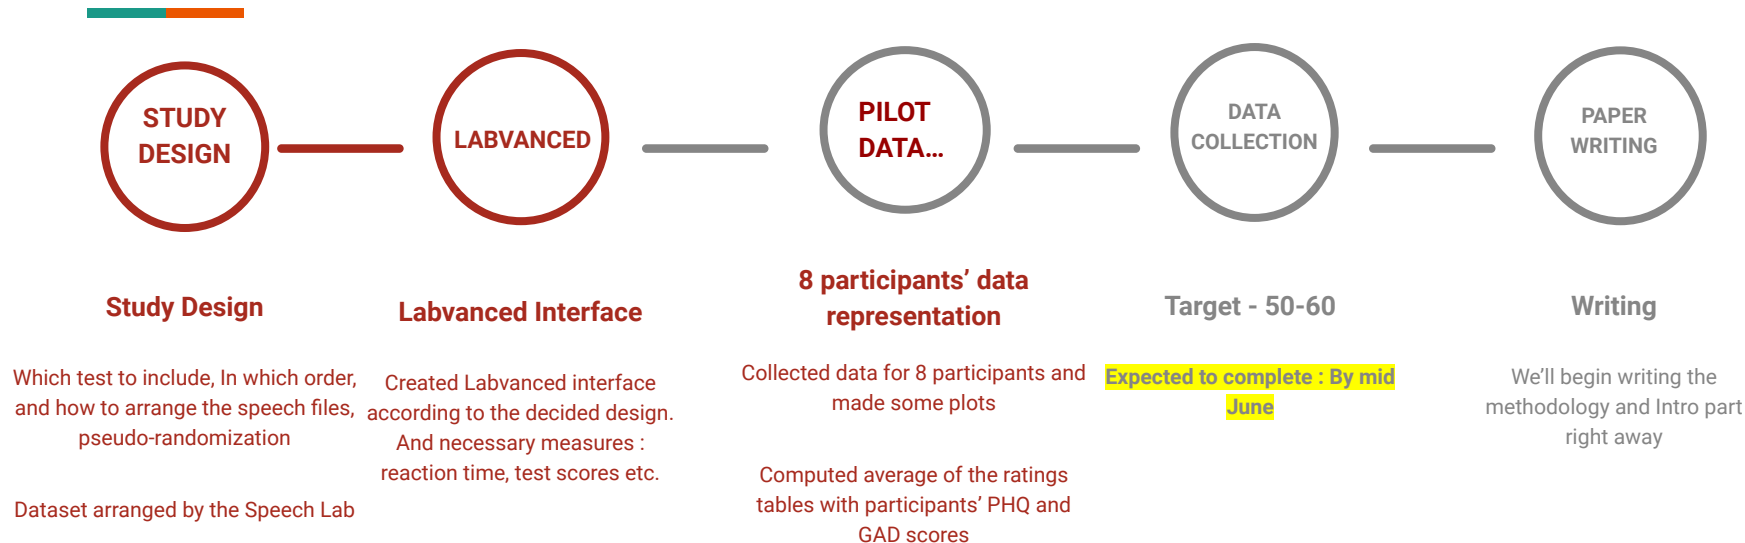 STUDY
DESIGN
LABVANCED
PILOT
DATA...
DATA
COLLECTION
PAPER
WRITING
Study Design
Which test to include, In which order,
and how to arrange the speech files,
pseudo-randomization
Dataset arranged by the Speech Lab
Labvanced Interface
Created Labvanced interface
according to the decided design.
And necessary measures :
reaction time, test scores etc.
8 participants’ data
representation
Collected data for 8 participants and
made some plots
Computed average of the ratings
tables with participants’ PHQ and
GAD scores
Target - 50-60
Expected to complete : By mid
June
Writing
We’ll begin writing the
methodology and Intro part
right away